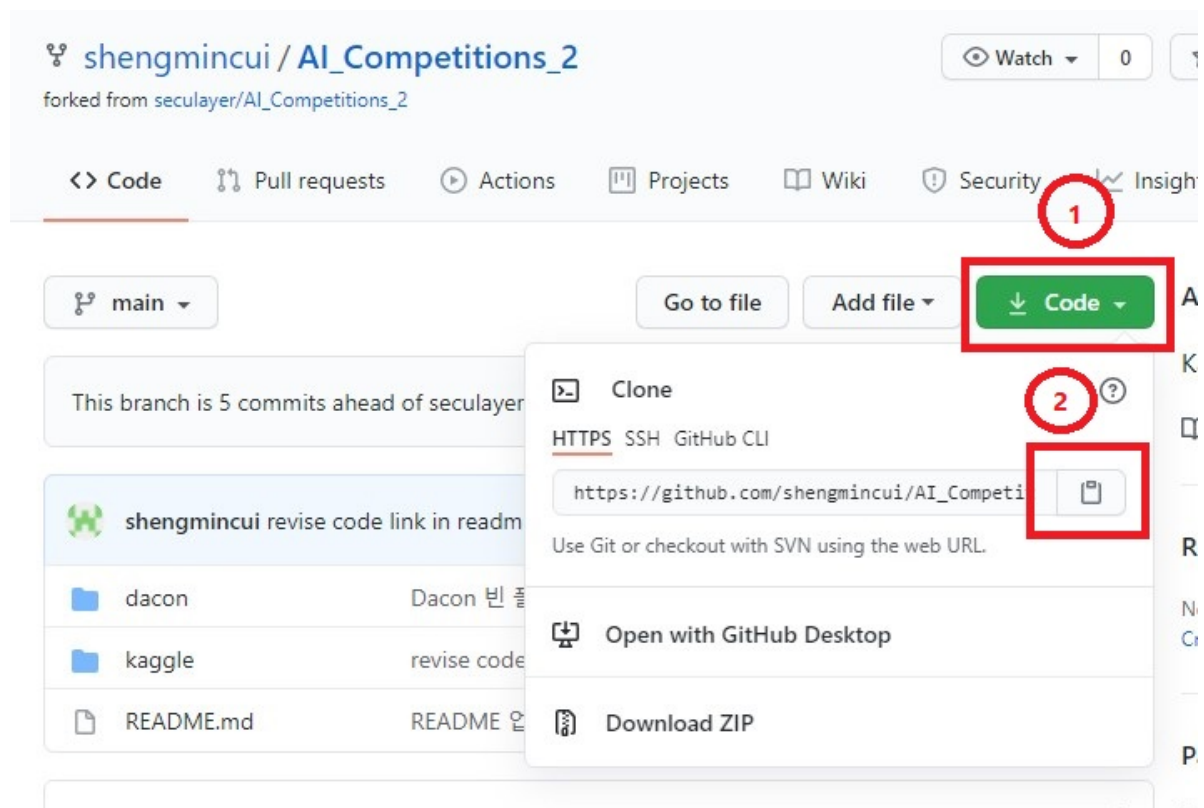 shengmincui / AI_Competitions_2
Watch 0
forked from seculayer/AI_Competitions_2
<> Code Pull requests Actions Projects Wiki Security Insight
1
main Go to file Add file Code
This branch is 5 commits ahead of seculayer
Clone
2
HTTPS SSH GitHub CLI
https://github.com/shengmincui/AI_Competi
shengmincui revise code link in readm
Use Git or checkout with SVN using the web URL.
dacon Dacon 빈
Open with GitHub Desktop
kaggle revise code
README.md README
Download ZIP